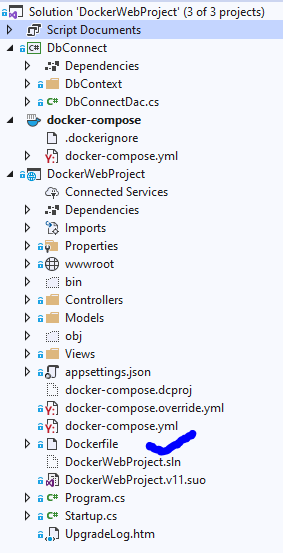 Solution 'DockerWebProject' (3 of 3 projects)
Script Documents
C# DbConnect
Dependencies
DbContext
C# DbConnectDac.cs
docker-compose
.dockerignore
docker-compose.yml
DockerWebProject
Connected Services
Dependencies
Imports
Properties
wwwroot
bin
Controllers
Models
obj
Views
appsettings.json
docker-compose.dcproj
docker-compose.override.yml
docker-compose.yml
Dockerfile
DockerWebProject.sln
DockerWebProject.v11.suo
C# Program.cs
C# Startup.cs
UpgradeLog.htm